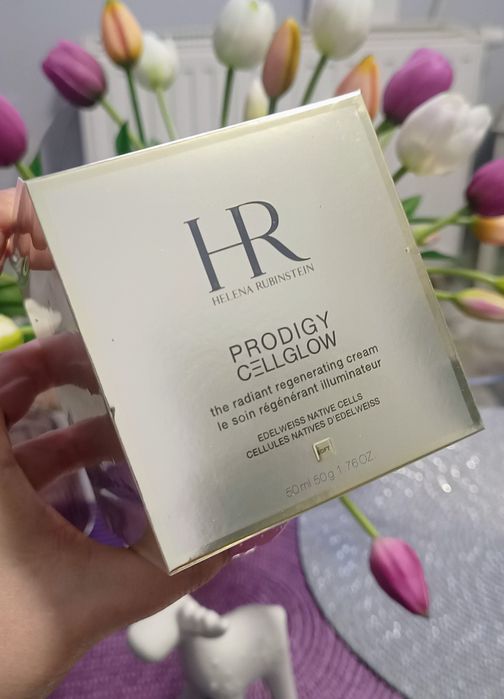 HR
HELENA RUBINSTEIN
PRODIGY
CELLGLOW
the radiant regenerating cream
le soin régénérant illuminateur
EDELWEISS NATIVE CELLS
CELLULES NATIVES D'EDELWEISS
50 ml 50 g 1.76 OZ.